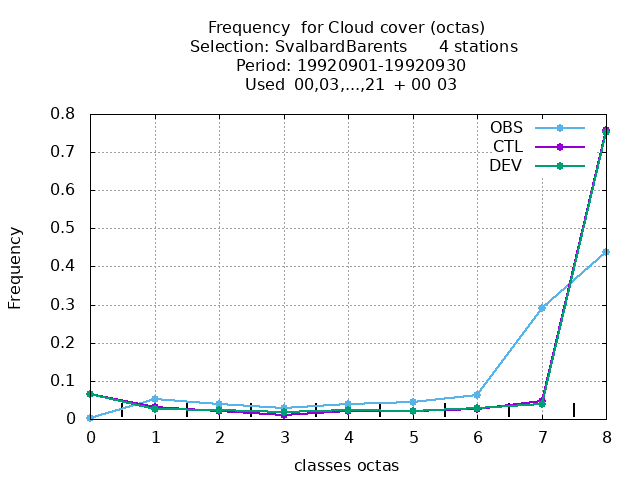 Frequency  for Cloud cover (octas)
Selection: SvalbardBarents      4 stations
Period: 19920901-19920930
Used  00,03,...,21  + 00 03
OBS
CTL
DEV
0.8
0.7
0.6
0.5
0.4
0.3
0.2
0.1
0
Frequency
0 1 2 3 4 5 6 7 8
classes octas